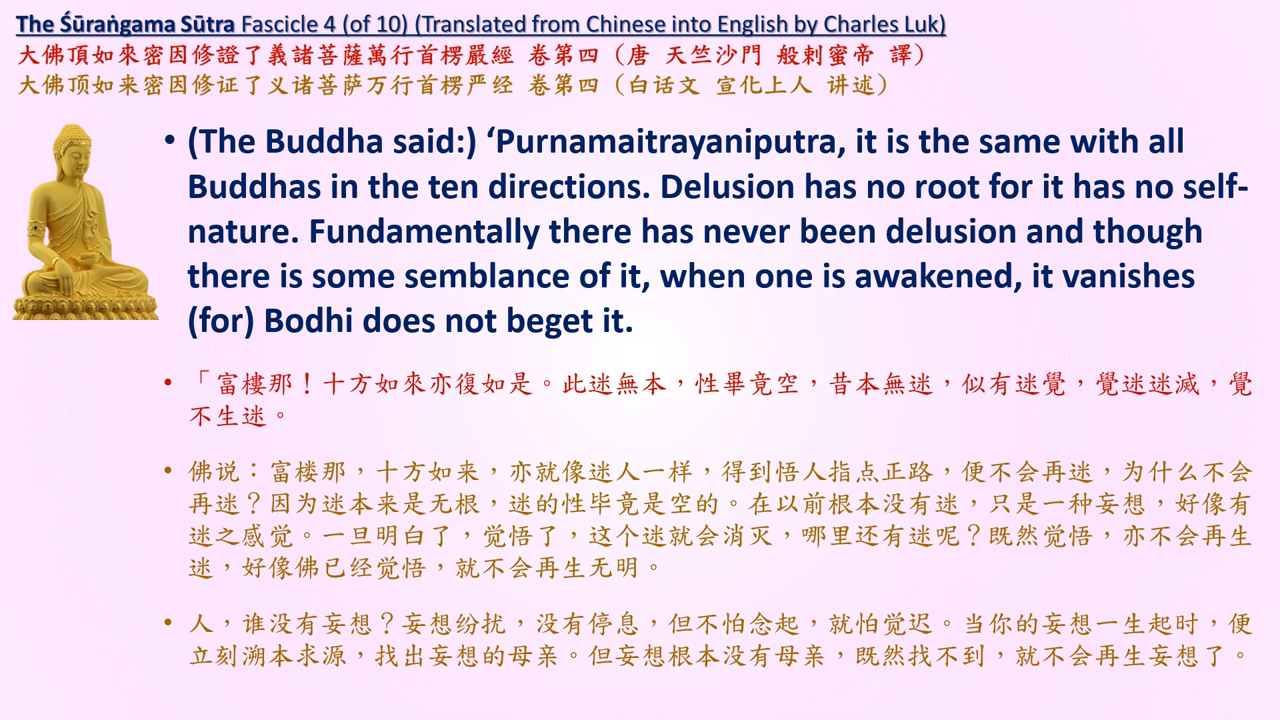 The Śūraṅgama Sūtra Fascicle 4 (of 10) (Translated from Chinese into English by Charles Luk)
大佛頂如來密因修證了義諸菩薩萬行首楞嚴經 卷第四（唐 天竺沙門 般剌蜜帝 譯）
大佛顶如来密因修证了义诸菩萨万行首楞严经 卷第四（白话文 宣化上人 讲述）
• (The Buddha said:) ‘Purnamaitrayaniputra, it is the same with all
Buddhas in the ten directions. Delusion has no root for it has no self-
nature. Fundamentally there has never been delusion and though
there is some semblance of it, when one is awakened, it vanishes
(for) Bodhi does not beget it.
• 「富樓那！十方如來亦復如是。此迷無本，性畢竟空，昔本無迷，似有迷覺，覺迷迷滅，覺
不生迷。
• 佛说：富楼那，十方如来，亦就像迷人一样，得到悟人指点正路，便不会再迷，为什么不会
再迷？因为迷本来是无根，迷的性毕竟是空的。在以前根本没有迷，只是一种妄想，好像有
迷之感觉。一旦明白了，觉悟了，这个迷就会消灭，哪里还有迷呢？既然觉悟，亦不会再生
迷，好像佛已经觉悟，就不会再生无明。
• 人，谁没有妄想？妄想纷扰，没有停息，但不怕念起，就怕觉迟。当你的妄想一生起时，便
立刻溯本求源，找出妄想的母亲。但妄想根本没有母亲，既然找不到，就不会再生妄想了。